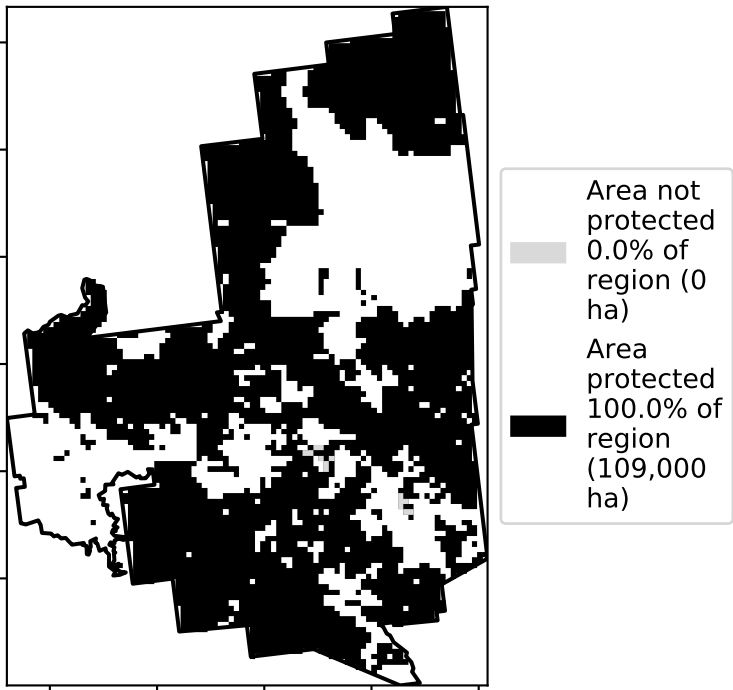 Area not
protected
0.0% of
region (0
ha)
Area
protected
100.0% of
region
(109,000
ha)